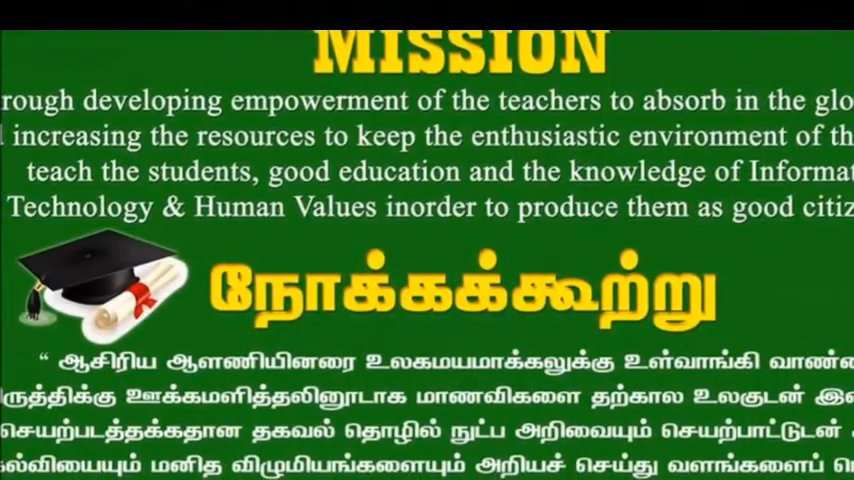 MISSION
rough developing empowerment of the teachers to absorb in the glo
increasing the resources to keep the enthusiastic environment of th
teach the students, good education and the knowledge of Informat
Technology & Human Values inorder to produce them as good citiz
நோக்கக்கூற்று
“ ஆசிரிய ஆளணியினரை உலகமயமாக்கலுக்கு உள்வாங்கி வாண்
ருத்திக்கு ஊக்கமளித்தலினூடாக மாணவிகளை தற்கால உலகுடன்
செயற்படத்தக்கதான தகவல் தொழில் நுட்ப அறிவையும் செயற்பாட்டுடன்
கல்வியையும் மனித விழுமியங்களையும் அறியச் செய்து வளங்களைப்